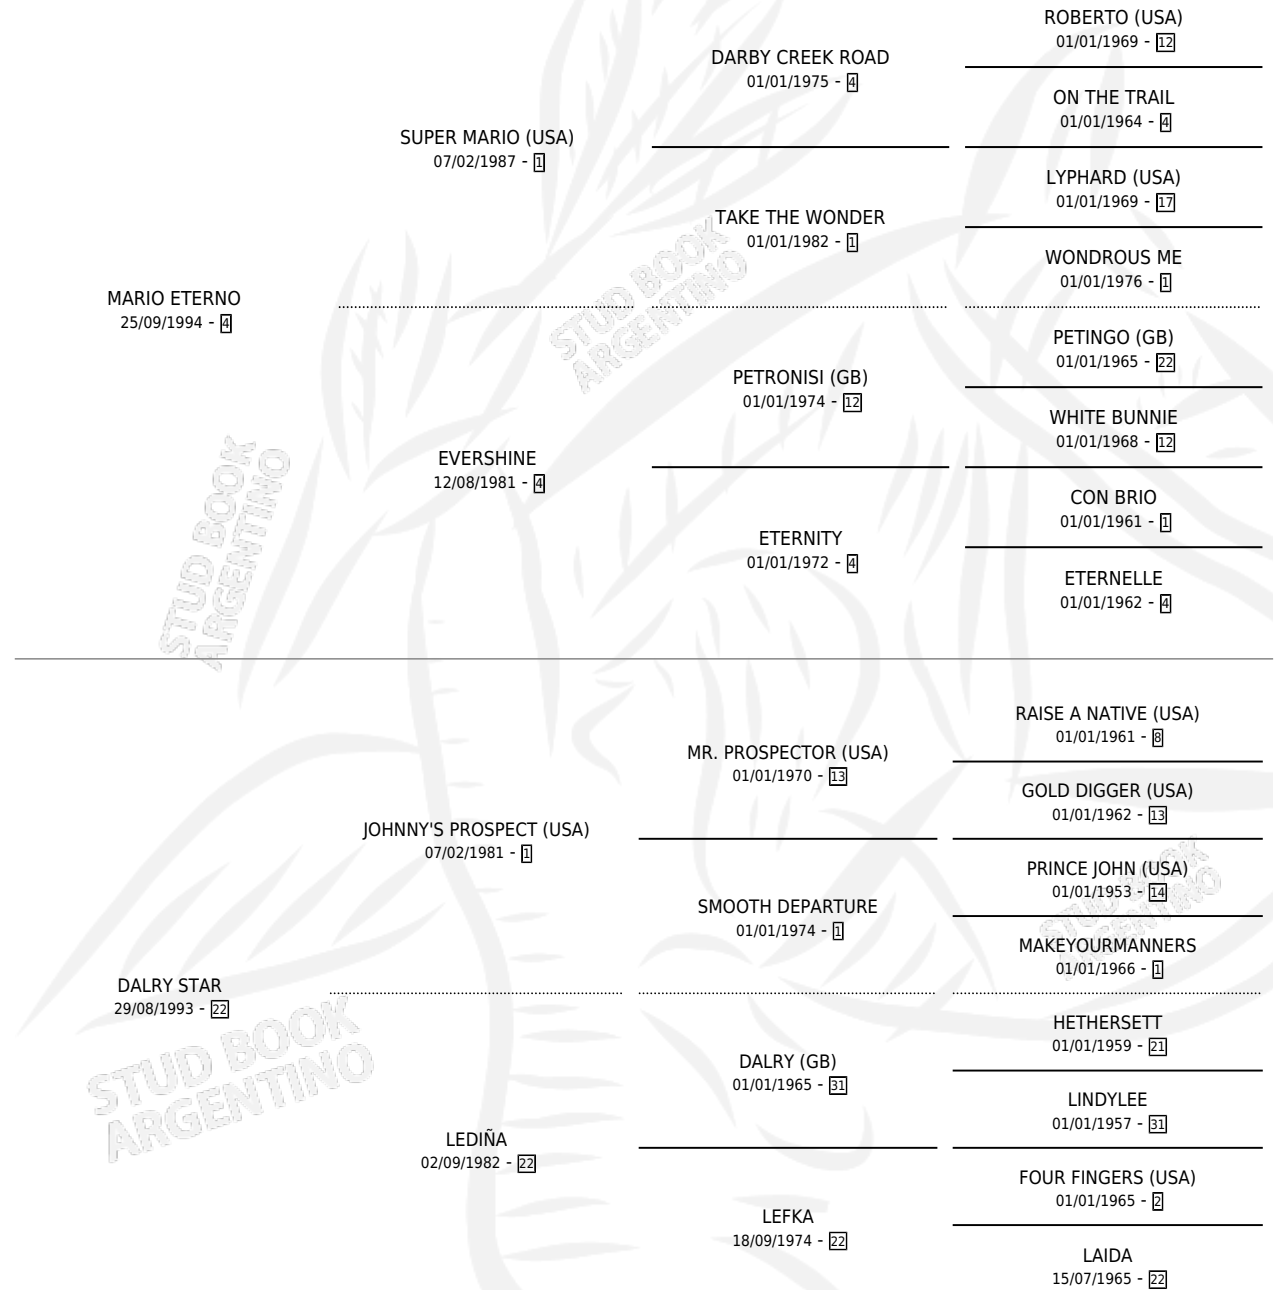 ROBERTO (USA)
01/01/1969 - 12
DARBY CREEK ROAD
01/01/1975 - 4
ON THE TRAIL
01/01/1964 - 4
SUPER MARIO (USA)
07/02/1987 - 1
LYPHARD (USA)
01/01/1969 - 17
TAKE THE WONDER
01/01/1982 - 1
WONDROUS ME
01/01/1976 - 1
MARIO ETERNO
25/09/1994 - 4
STUD BOOK
ARGENTINO
PETINGO (GB)
01/01/1965 - 22
PETRONISI (GB)
01/01/1974 - 12
WHITE BUNNIE
01/01/1968 - 12
EVERSHINE
12/08/1981 - 4
CON BRIO
01/01/1961 - 1
ETERNITY
01/01/1972 - 4
ETERNELLE
01/01/1962 - 4
STUD BOOK
ARGENTINO
RAISE A NATIVE (USA)
01/01/1961 - 8
MR. PROSPECTOR (USA)
01/01/1970 - 13
GOLD DIGGER (USA)
01/01/1962 - 13
JOHNNY'S PROSPECT (USA)
07/02/1981 - 1
PRINCE JOHN (USA)
01/01/1953 - 14
SMOOTH DEPARTURE
01/01/1974 - 1
STUD BOOK
ARGENTINO
MAKEYOURMANNERS
01/01/1966 - 1
DALRY STAR
29/08/1993 - 22
HETHERSETT
01/01/1959 - 21
DALRY (GB)
01/01/1965 - 31
STUD BOOK
ARGENTINO
LINDYLEE
01/01/1957 - 31
LEDIÑA
02/09/1982 - 22
FOUR FINGERS (USA)
01/01/1965 - 2
LEFKA
18/09/1974 - 22
LAIDA
15/07/1965 - 22